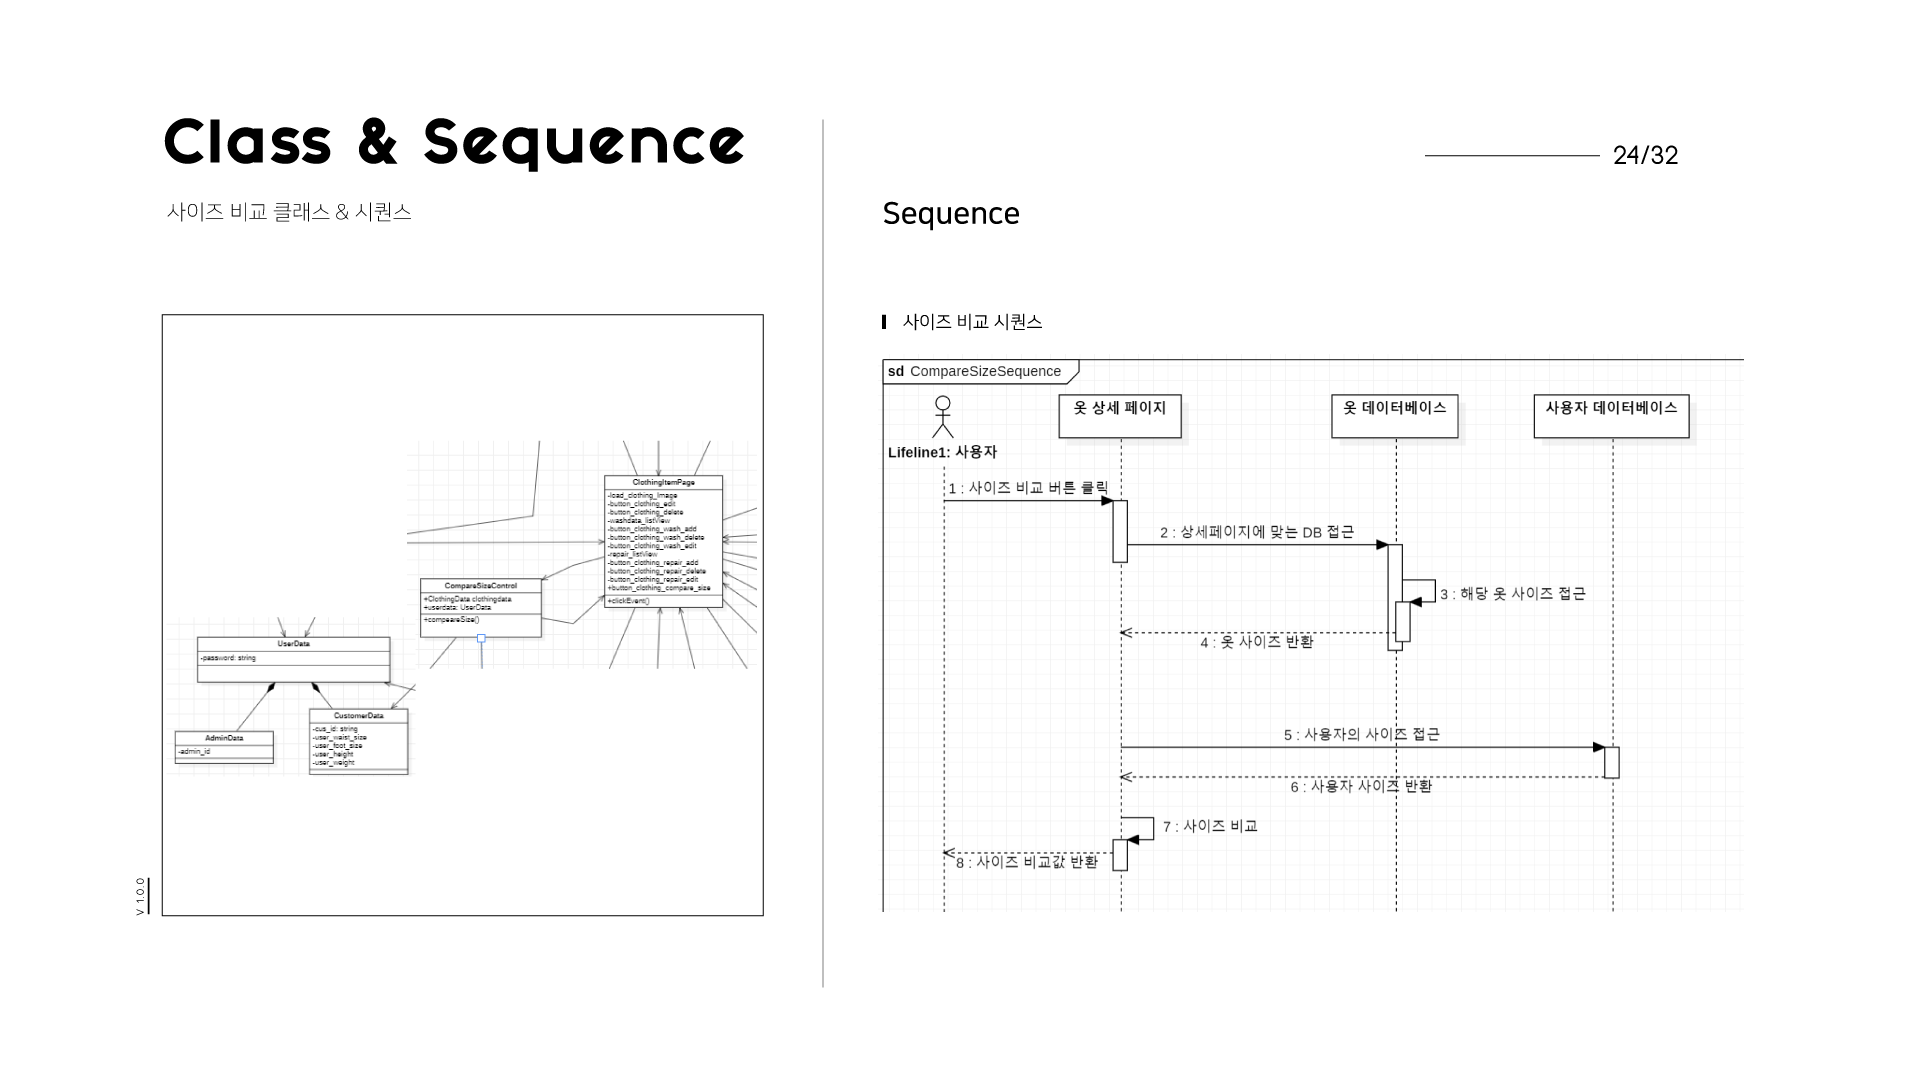 Class & Sequence
사이즈 비교 클래스 & 시퀀스
24/32
Sequence
ClothingItemPage
-load_clothing_Image
-button_clothing_edit
-button_clothing_delete
-washdata_listView
-button_clothing_wash_add
-button_clothing_wash_delete
-button_clothing_wash_edit
-repair_listView
-button_clothing_repair_add
-button_clothing_repair_delete
-button_clothing_repair_edit
+button_clothing_compare_size
+clickEvent()
CompareSizeControl
+ClothingData clothingdata
+userdata: UserData
+compeareSize()
UserData
-password: string
AdminData
-admin_id
CustomerData
-cus_id: string
-user_waist_size
-user_foot_size
-user_height
-user_weight
V 1.0.0
사이즈 비교 시퀀스
sd CompareSizeSequence
옷 상세 페이지
옷 데이터베이스
사용자 데이터베이스
Lifeline1: 사용자
1 : 사이즈 비교 버튼 클릭
2 : 상세페이지에 맞는 DB 접근
3 : 해당 옷 사이즈 접근
4 : 옷 사이즈 반환
5 : 사용자의 사이즈 접근
6 : 사용자 사이즈 반환
7 : 사이즈 비교
8 : 사이즈 비교값 반환